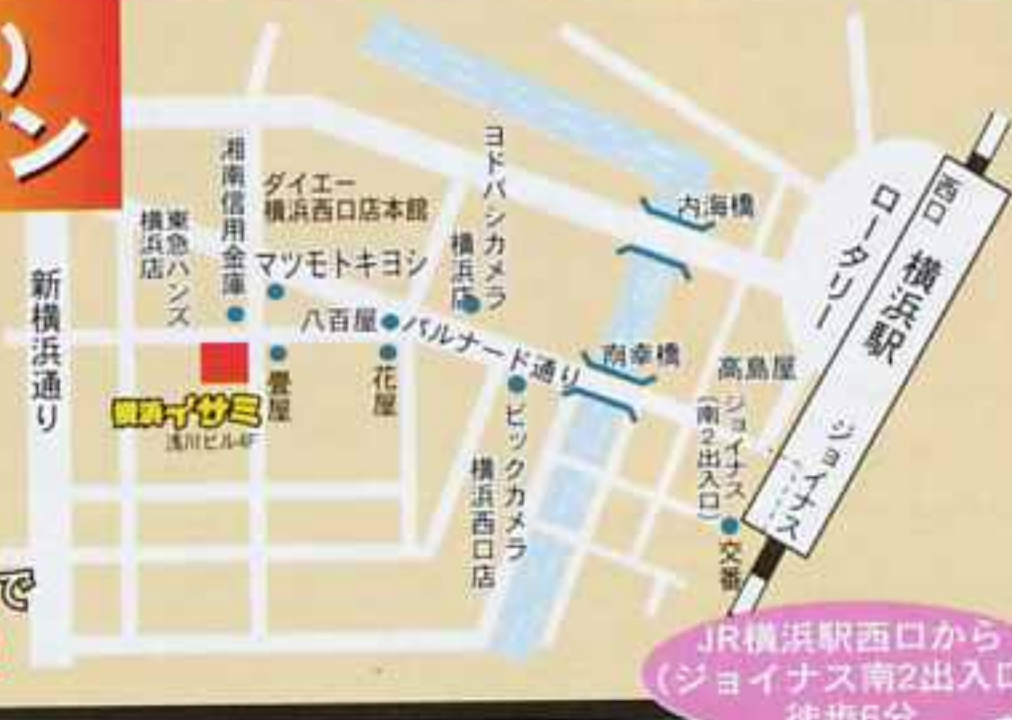 り
ン
で
新横浜通り
東急ハンズ
横浜店
湘南信用金庫
ダイエー
横浜西口店本館
マツモトキヨシ
八百屋
ヨドバシカメラ
横浜店
パルナード通り
畳屋
花屋
横浜イサミ
浅川ビル4F
ビックカメラ
横浜西口店
内海橋
南幸橋
高島屋
ジョイナス
(南2出入口)
交番
ロータリー
西口
横浜駅
ジョイナス
JR横浜駅西口から
(ジョイナス南2出入口